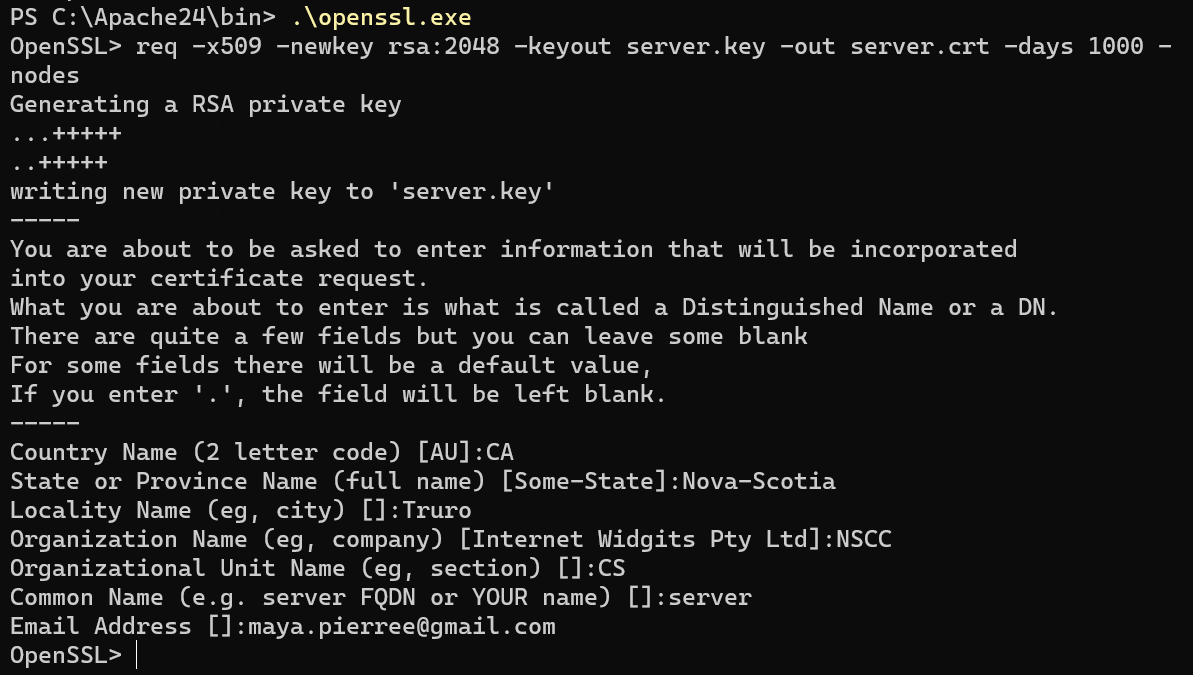 PS C:\Apache24\bin> .\openssl.exe
OpenSSL> req -x509 -newkey rsa:2048 -keyout server.key -out server.crt -days 1000 -
nodes
Generating a RSA private key
...+++++
..+++++
writing new private key to 'server.key'
-----
You are about to be asked to enter information that will be incorporated
into your certificate request.
What you are about to enter is what is called a Distinguished Name or a DN.
There are quite a few fields but you can leave some blank
For some fields there will be a default value,
If you enter '.', the field will be left blank.
-----
Country Name (2 letter code) [AU]:CA
State or Province Name (full name) [Some-State]:Nova-Scotia
Locality Name (eg, city) []:Truro
Organization Name (eg, company) [Internet Widgits Pty Ltd]:NSCC
Organizational Unit Name (eg, section) []:CS
Common Name (e.g. server FQDN or YOUR name) []:server
Email Address []:maya.pierree@gmail.com
OpenSSL>